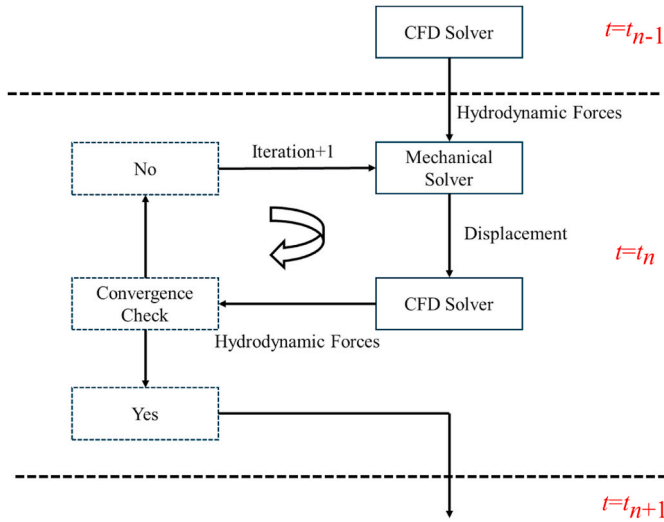 CFD Solver
t=tn-1
Hydrodynamic Forces
No
Iteration+1
Mechanical
Solver
Displacement
t=tn
Convergence
Check
CFD Solver
Hydrodynamic Forces
Yes
t=tn+1